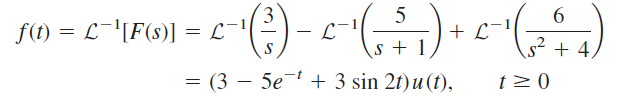 f(t) = ℒ⁻¹[F(s)] = ℒ⁻¹(3/s) − ℒ⁻¹(5/(s + 1)) + ℒ⁻¹(6/(s² + 4))
= (3 − 5e⁻ᵗ + 3 sin 2t)u(t), t ≥ 0